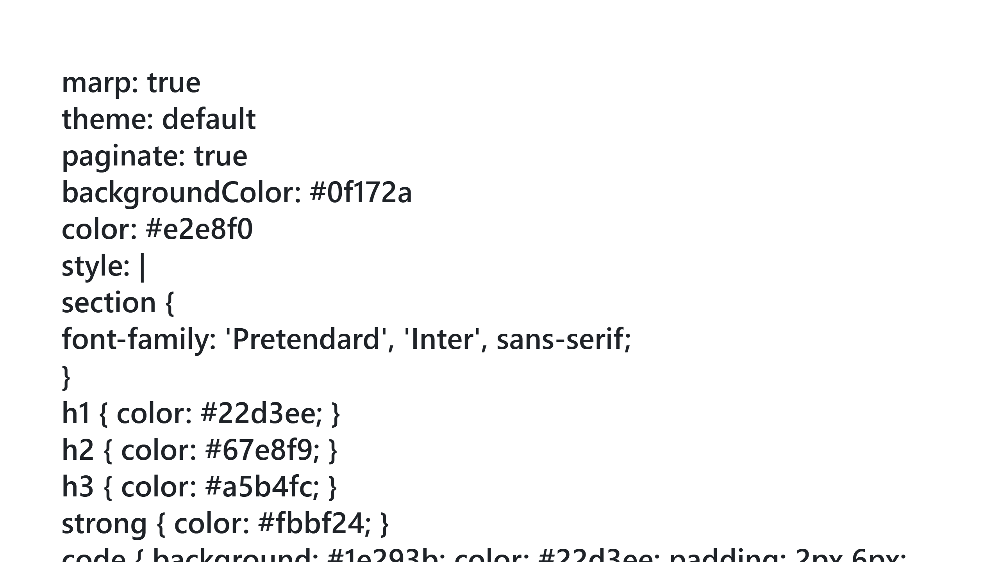 marp: true
theme: default
paginate: true
backgroundColor: #0f172a
color: #e2e8f0
style: |
section {
font-family: 'Pretendard', 'Inter', sans-serif;
}
h1 { color: #22d3ee; }
h2 { color: #67e8f9; }
h3 { color: #a5b4fc; }
strong { color: #fbbf24; }
code { background: #1e293b; color: #22d3ee; padding: 2px 6px;